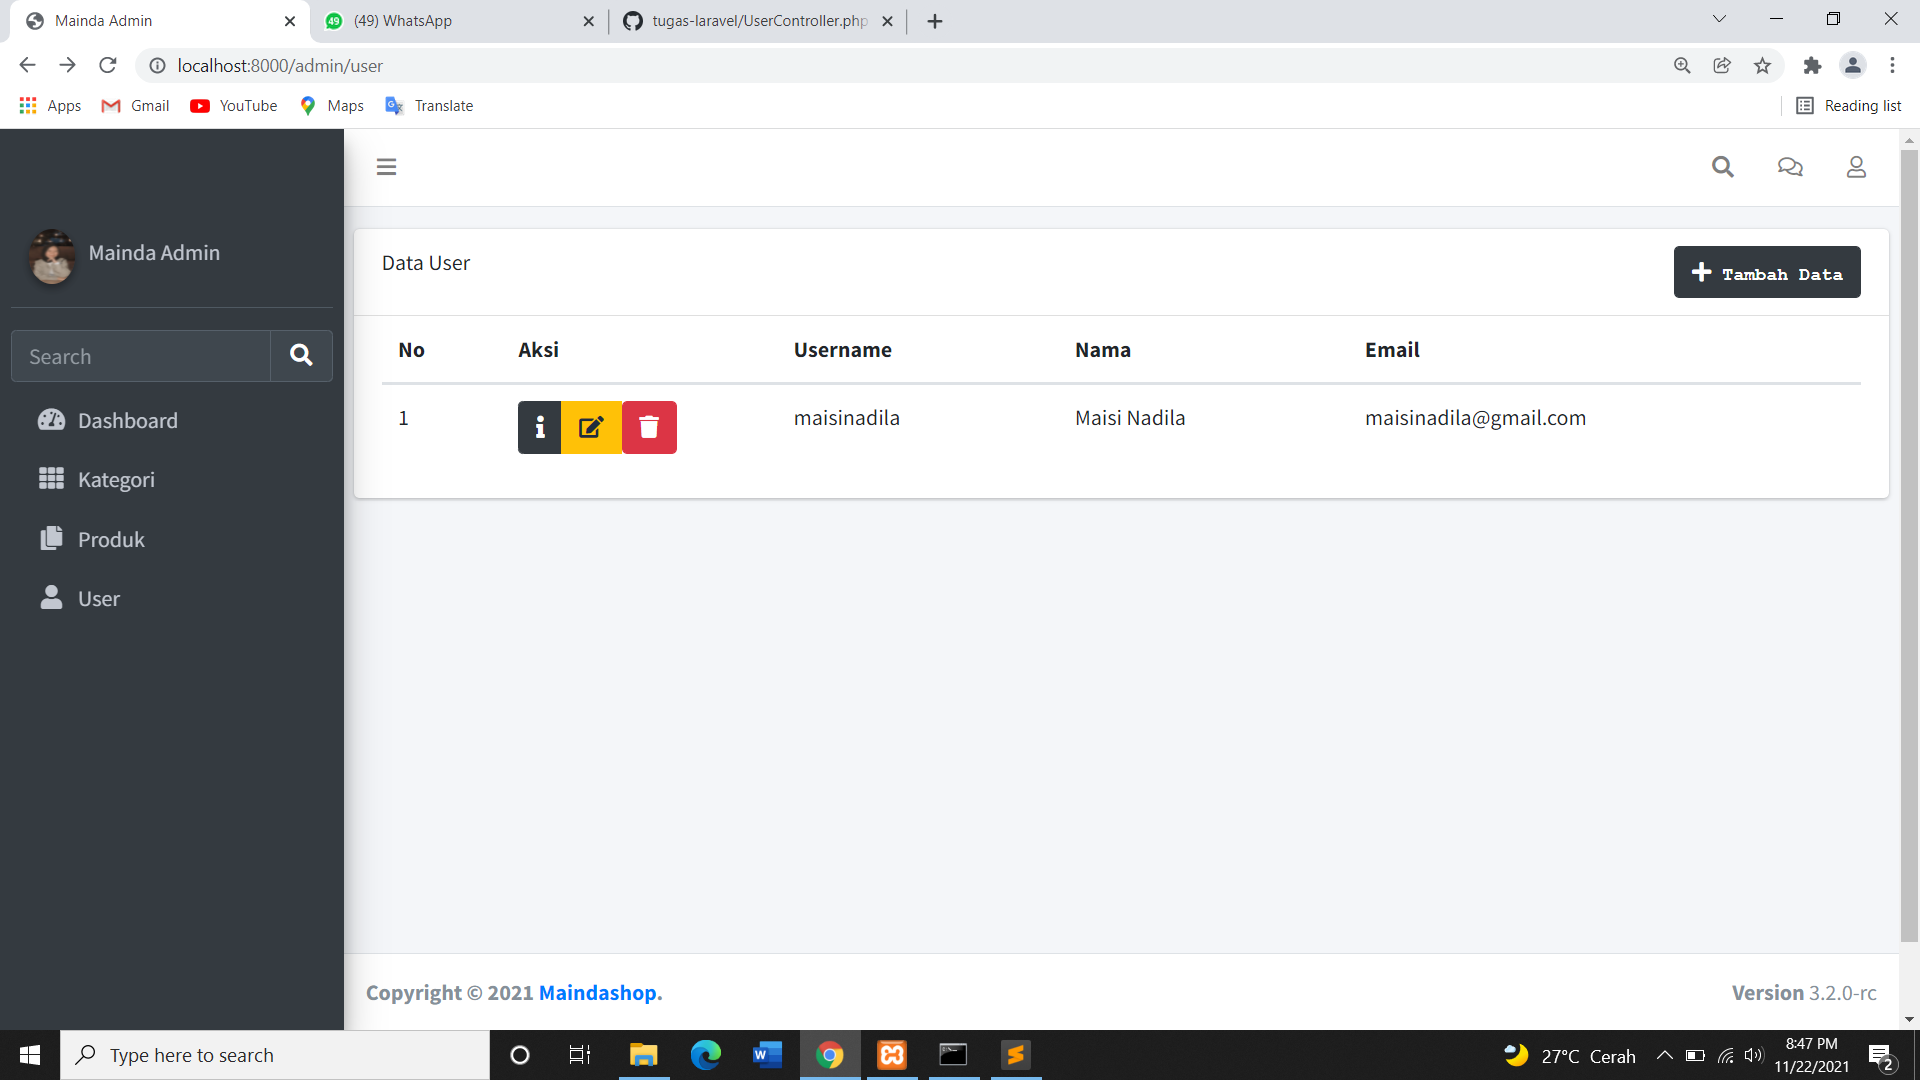 Mainda Admin
(49) WhatsApp
tugas-laravel/UserController.php
localhost:8000/admin/user
Apps
Gmail
YouTube
Maps
Translate
Reading list
Mainda Admin
Search
Dashboard
Kategori
Produk
User
Data User
Tambah Data
No Aksi Username Nama Email
1 maisinadila Maisi Nadila maisinadila@gmail.com
Copyright © 2021 Maindashop.
Version 3.2.0-rc
Type here to search
27°C Cerah
8:47 PM
11/22/2021
2